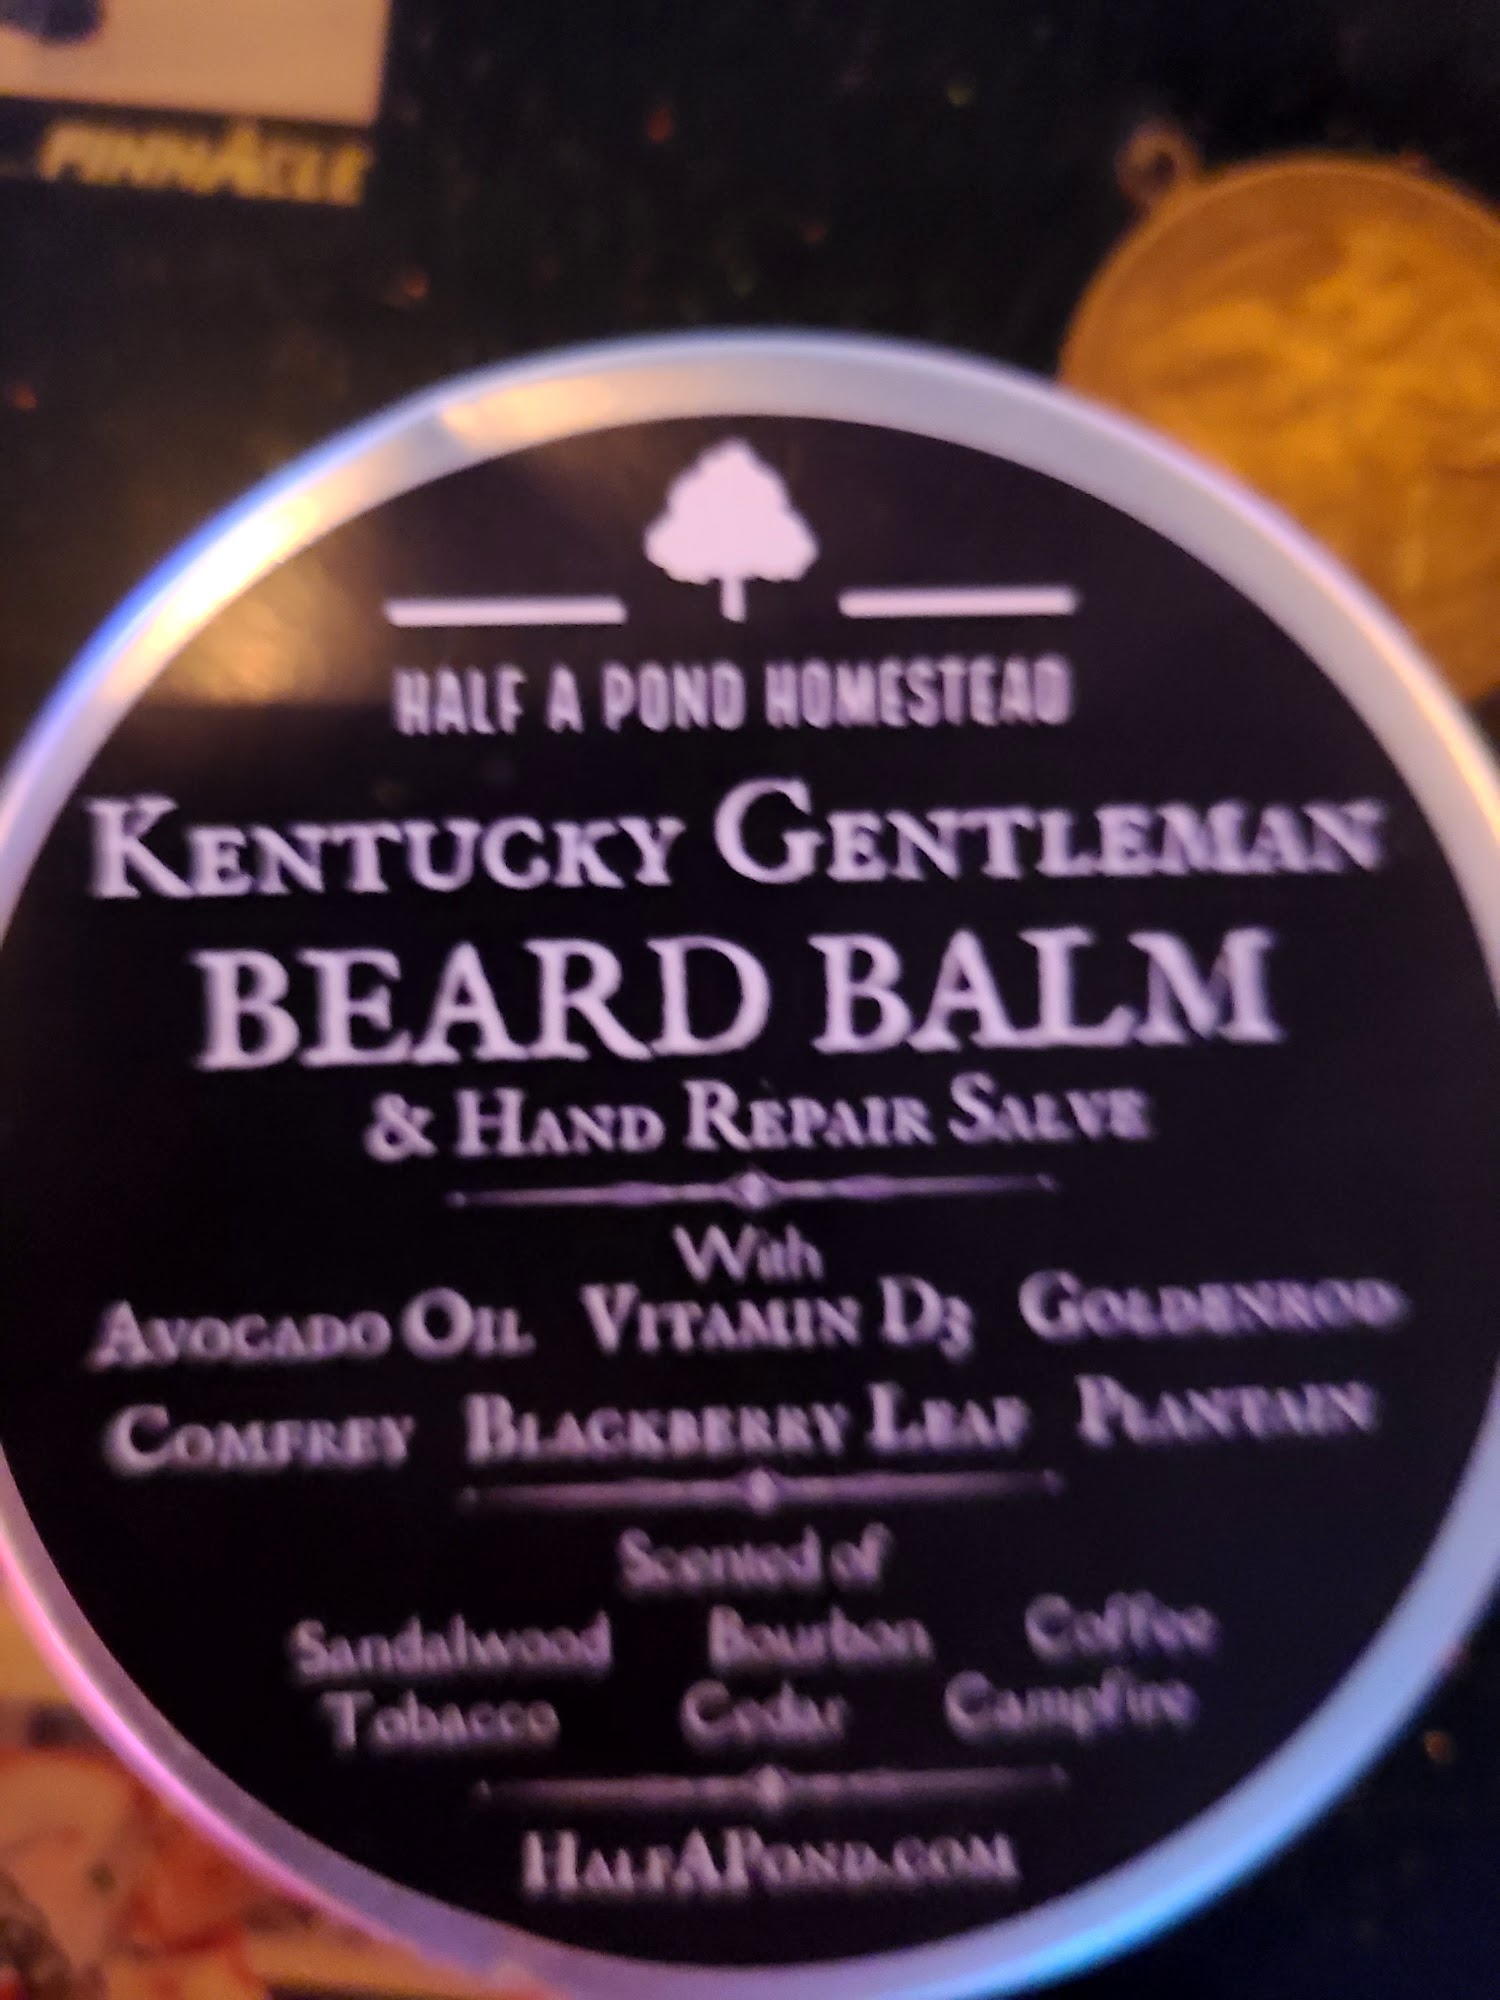 PINNACLE
HALF A POND HOMESTEAD
KENTUCKY GENTLEMAN
BEARD BALM
& HAND REPAIR SALVE
With
AVOCADO OIL VITAMIN D3 GOLDENROD
COMFREY BLACKBERRY LEAF PLANTAIN
Scented of
Sandalwood Bourbon Coffee
Tobacco Cedar Campfire
HALFAPOND.COM